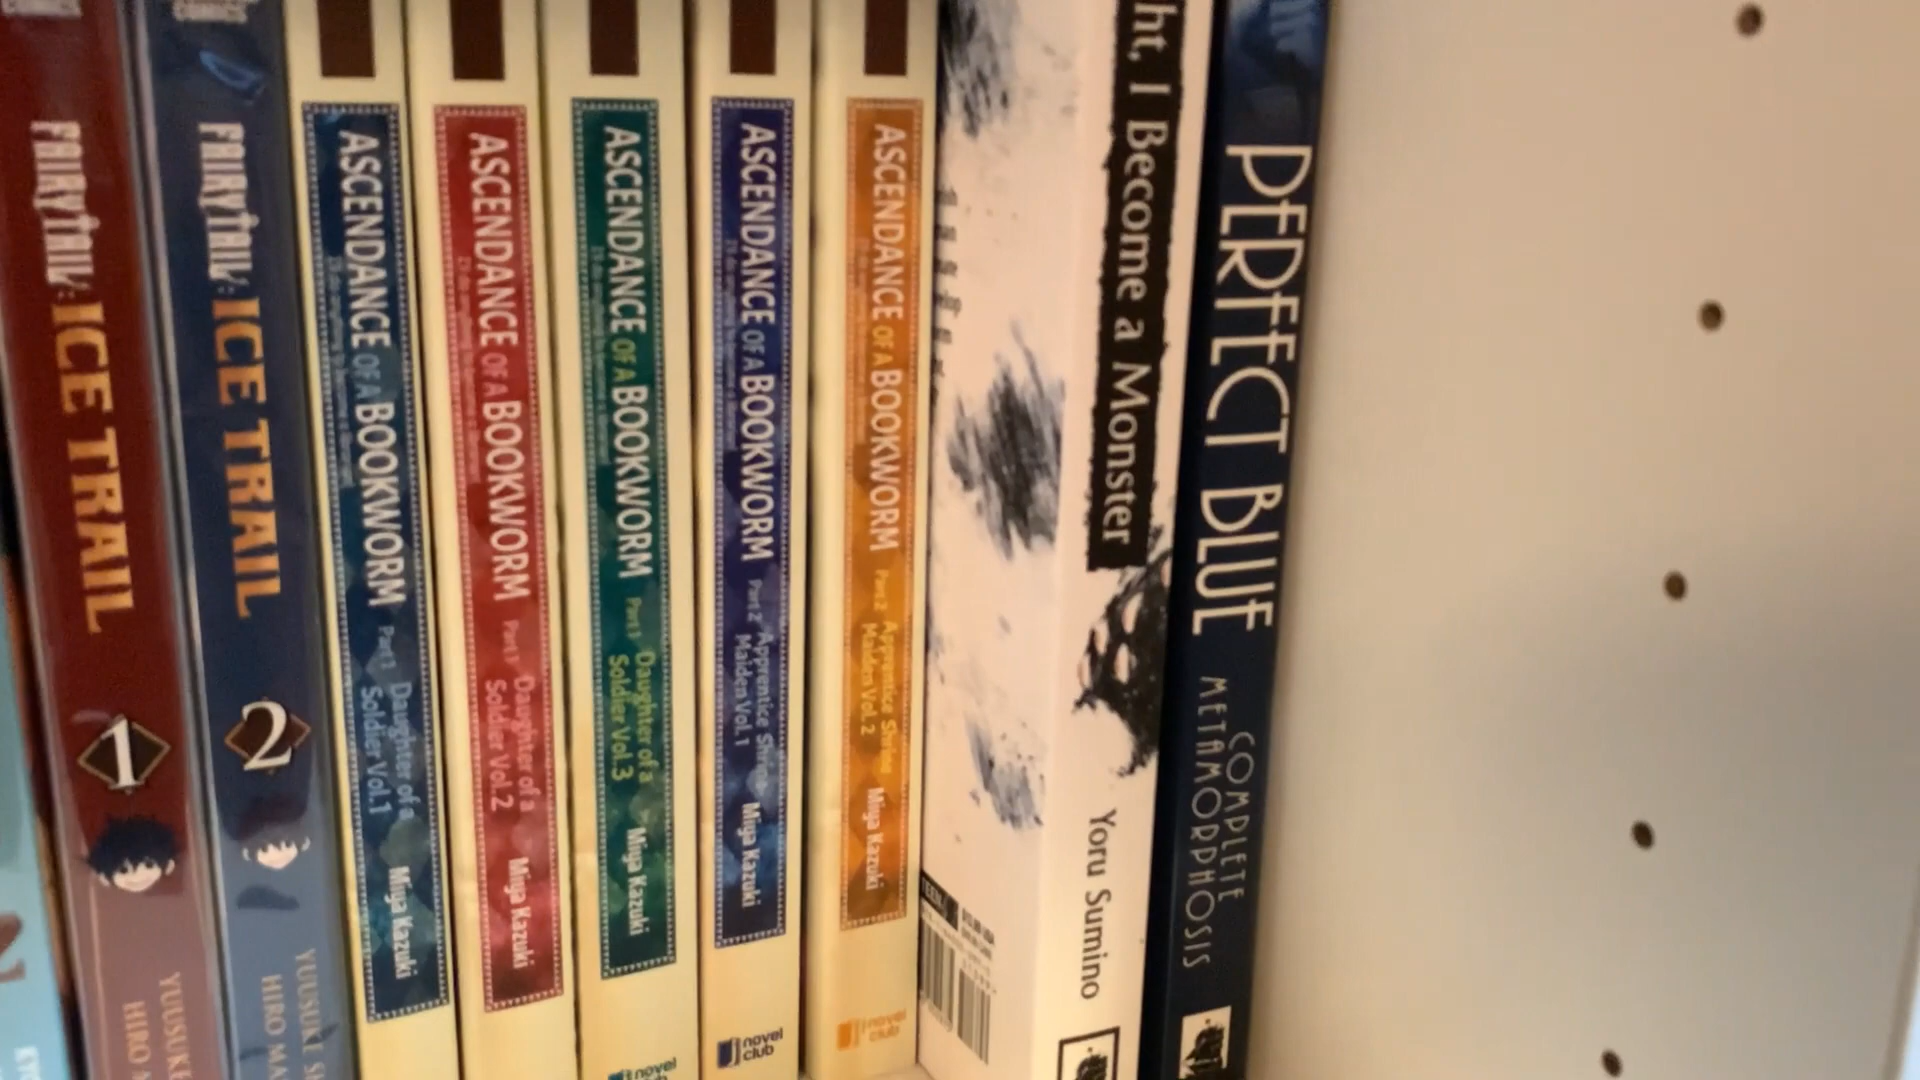 COMICS
FAIRY TAIL:
ICE TRAIL
1
YUUSUKE
HIRO
COMICS
FAIRY TAIL:
ICE TRAIL
2
YUSUKE
HIRO
ASCENDANCE OF A BOOKWORM
Part 1 Daughter of a
Soldier Vol.1
Miya Kazuki
ASCENDANCE OF A BOOKWORM
Part 1 Daughter of a
Soldier Vol.2
Miya Kazuki
ASCENDANCE OF A BOOKWORM
Part 1 Daughter of a
Soldier Vol.3
Miya Kazuki
novel
ASCENDANCE OF A BOOKWORM
Part 2 Apprentice Shrine
Maiden Vol.1
Miya Kazuki
novel
club
ASCENDANCE OF A BOOKWORM
Part 2 Apprentice Shrine
Maiden Vol.2
Miya Kazuki
novel
club
ht, I Become a Monster
Yoru Sumino
PERFECT BLUE
COMPLETE
METAMORPHOSIS